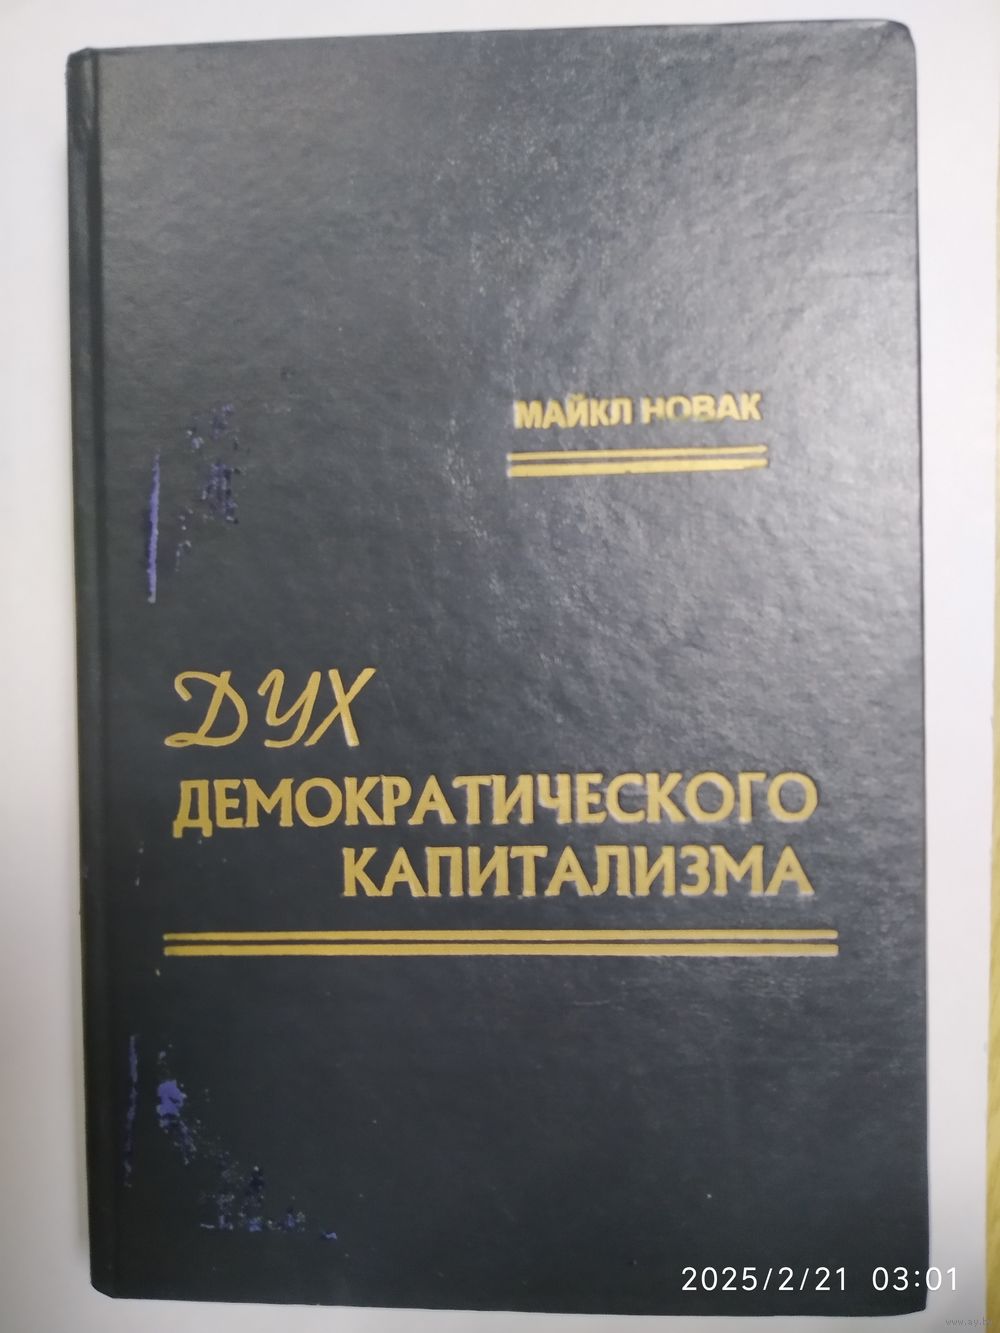 МАЙКЛ НОВАК
ДУХ
ДЕМОКРАТИЧЕСКОГО
КАПИТАЛИЗМА
2025/2/21 03:01